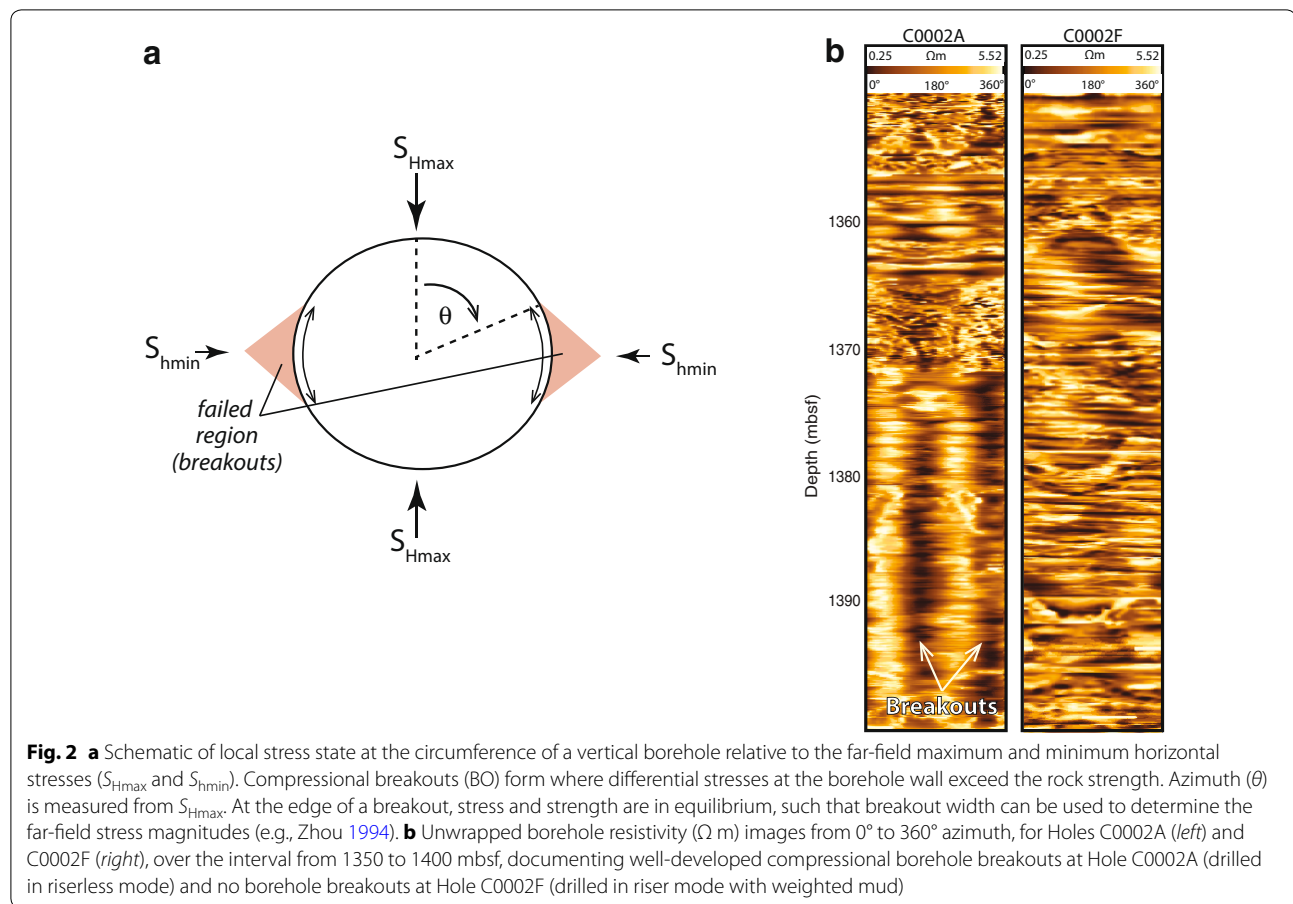 a
S_Hmax
θ
S_hmin
S_hmin
failed
region
(breakouts)
S_Hmax
b
C0002A
C0002F
0.25 Ωm 5.52
0° 180° 360°
0.25 Ωm 5.52
0° 180° 360°
1360
1370
1380
1390
Depth (mbsf)
Breakouts
Fig. 2 a Schematic of local stress state at the circumference of a vertical borehole relative to the far-field maximum and minimum horizontal
stresses (S_Hmax and S_hmin). Compressional breakouts (BO) form where differential stresses at the borehole wall exceed the rock strength. Azimuth (θ)
is measured from S_Hmax. At the edge of a breakout, stress and strength are in equilibrium, such that breakout width can be used to determine the
far-field stress magnitudes (e.g., Zhou 1994). b Unwrapped borehole resistivity (Ω m) images from 0° to 360° azimuth, for Holes C0002A (left) and
C0002F (right), over the interval from 1350 to 1400 mbsf, documenting well-developed compressional borehole breakouts at Hole C0002A (drilled
in riserless mode) and no borehole breakouts at Hole C0002F (drilled in riser mode with weighted mud)